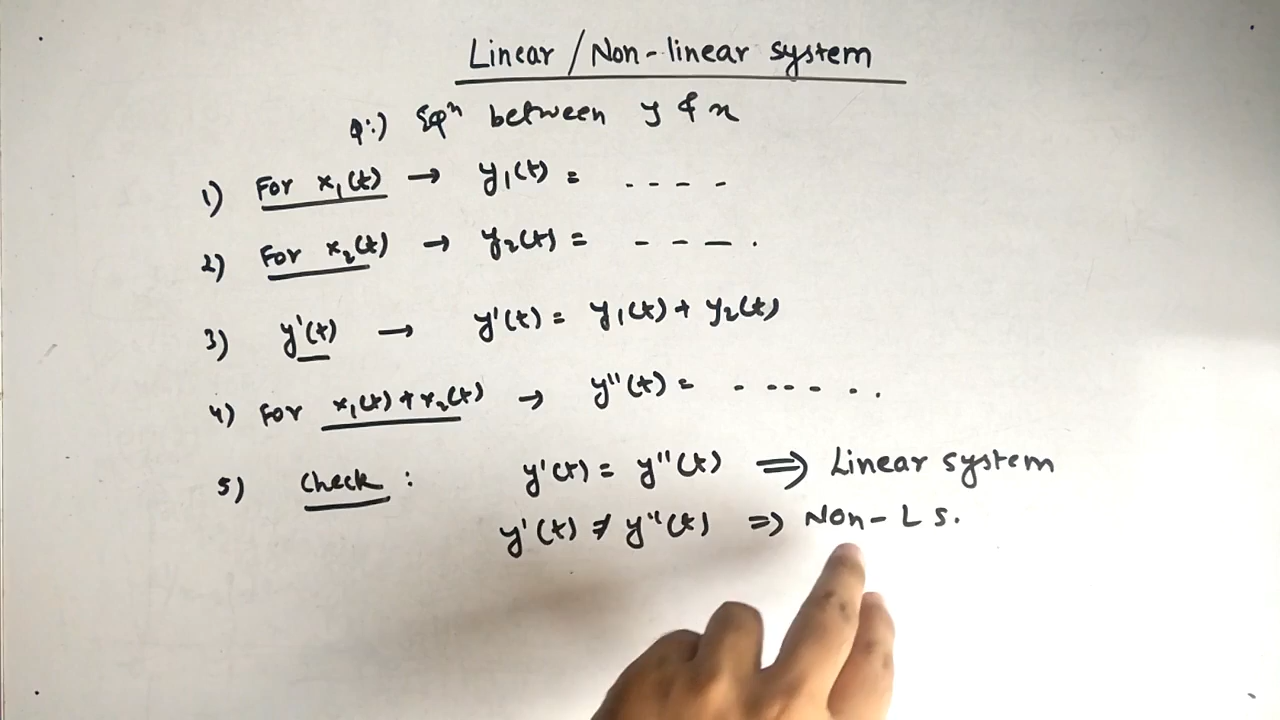 Linear / Non-linear system
Q:) Eqⁿ between y & x
1) For x₁(t) → y₁(t) = - - - -
2) For x₂(t) → y₂(t) = - - - .
3) y'(t) → y'(t) = y₁(t) + y₂(t)
4) For x₁(t) + x₂(t) → y''(t) = - - - - . .
5) Check : y'(t) = y''(t) ⇒ Linear system
y'(t) ≠ y''(t) ⇒ Non - L S.